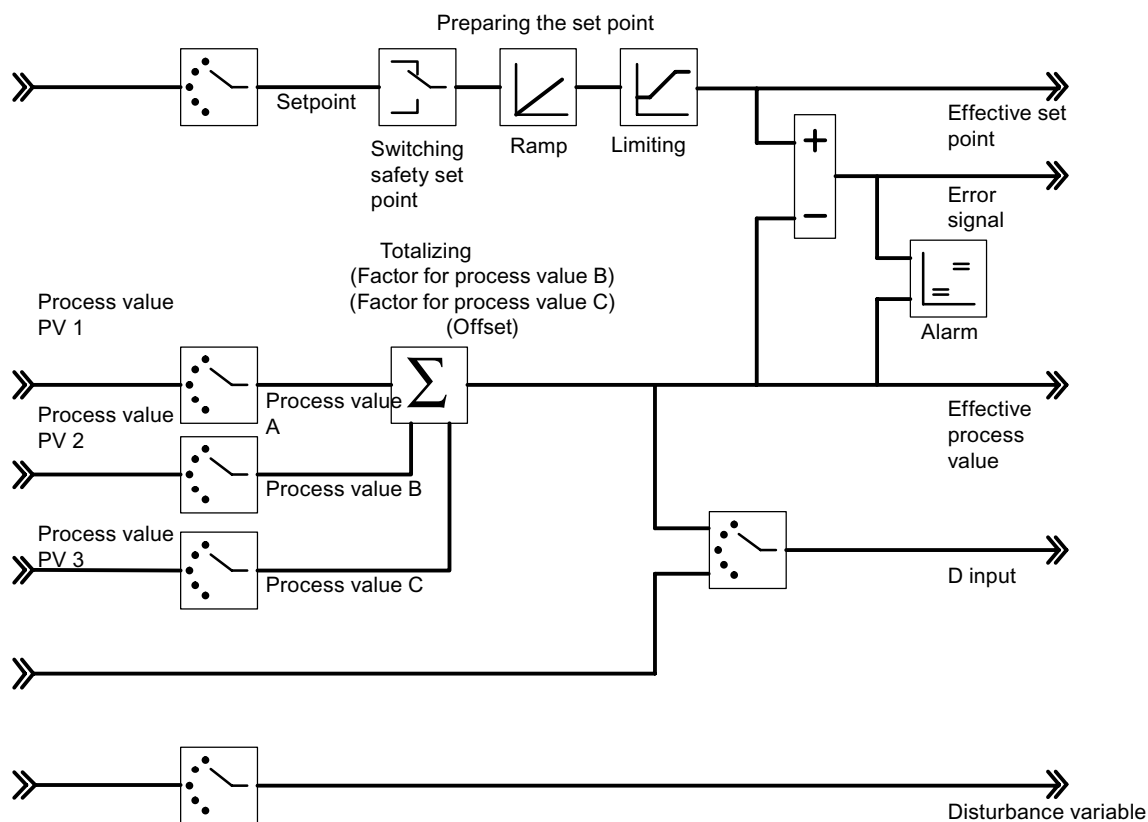 Preparing the set point
Setpoint
Switching
safety set
point
Ramp
Limiting
Effective set
point
+
−
Error
signal
Alarm
Totalizing
(Factor for process value B)
(Factor for process value C)
(Offset)
Process value
PV 1
Σ
Process value
A
Effective
process
value
Process value
PV 2
Process value B
Process value
PV 3
Process value C
D input
Disturbance variable